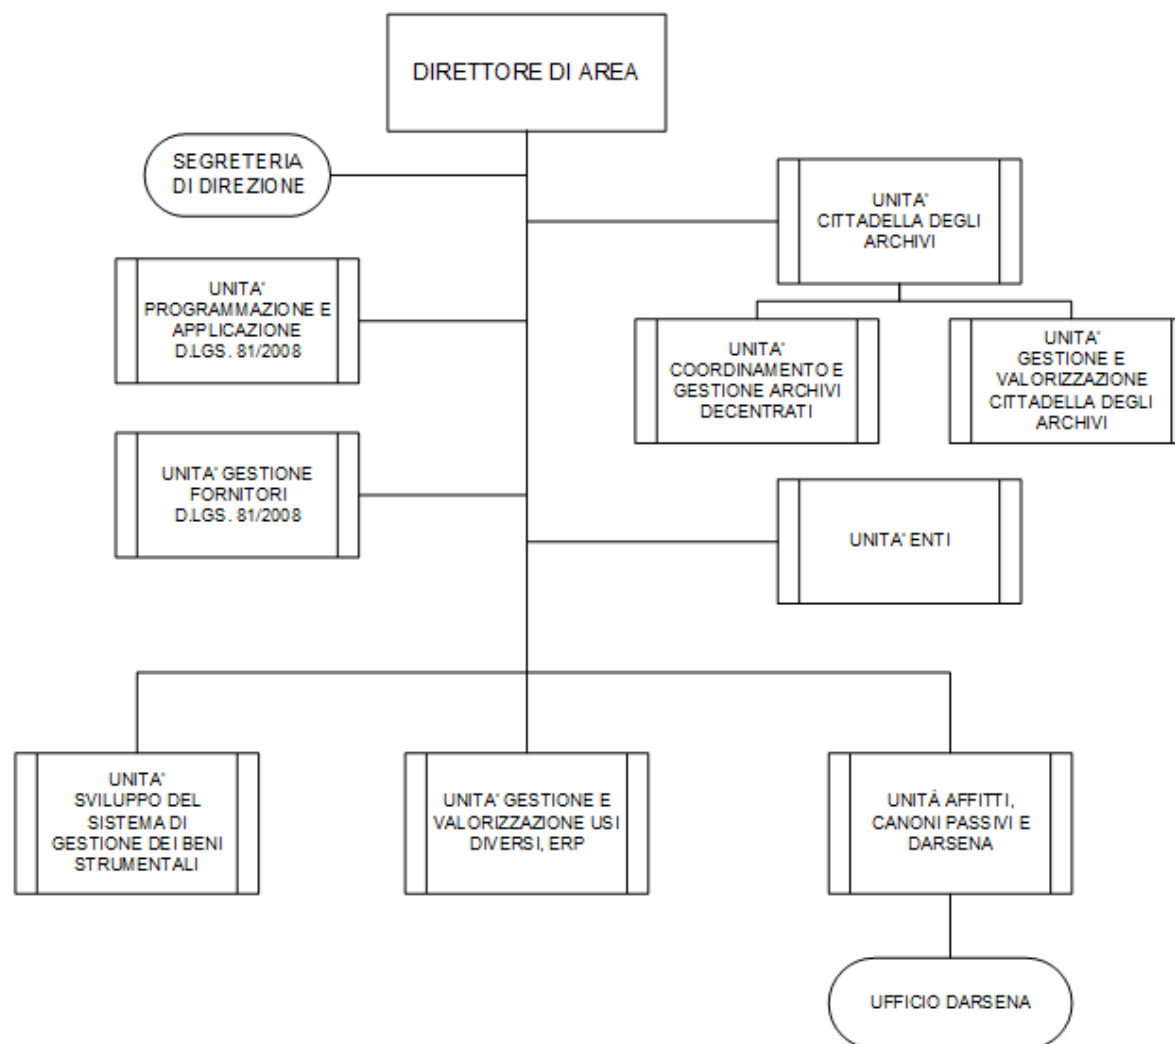 DIRETTORE DI AREA
SEGRETERIA
DI DIREZIONE
UNITA'
CITTADELLA DEGLI
ARCHIVI
UNITA'
PROGRAMMAZIONE E
APPLICAZIONE
D.LGS. 81/2008
UNITA'
COORDINAMENTO E
GESTIONE ARCHIVI
DECENTRATI
UNITA'
GESTIONE E
VALORIZZAZIONE
CITTADELLA DEGLI
ARCHIVI
UNITA' GESTIONE
FORNITORI
D.LGS. 81/2008
UNITA' ENTI
UNITA'
SVILUPPO DEL
SISTEMA DI
GESTIONE DEI BENI
STRUMENTALI
UNITA' GESTIONE E
VALORIZZAZIONE USI
DIVERSI, ERP
UNITÀ AFFITTI,
CANONI PASSIVI E
DARSENA
UFFICIO DARSENA